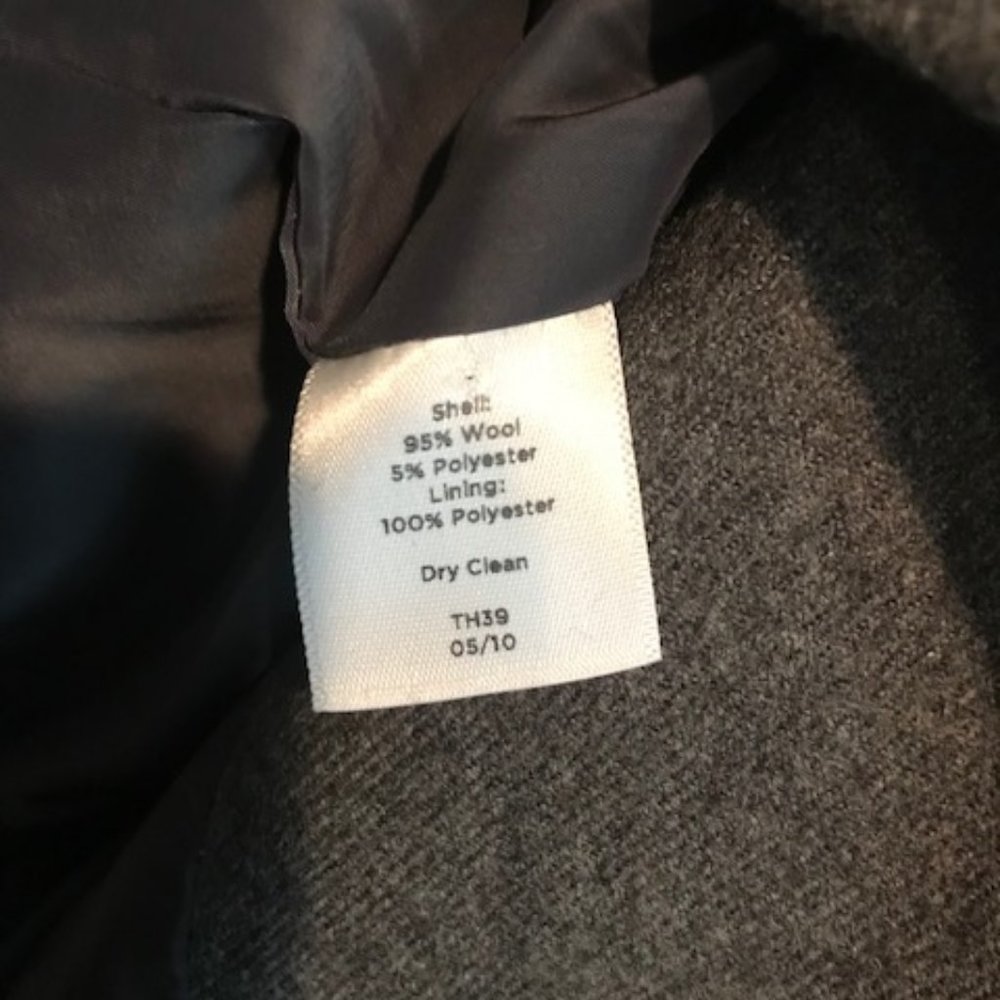 Shell:
95% Wool
5% Polyester
Lining:
100% Polyester
Dry Clean
TH39
05/10